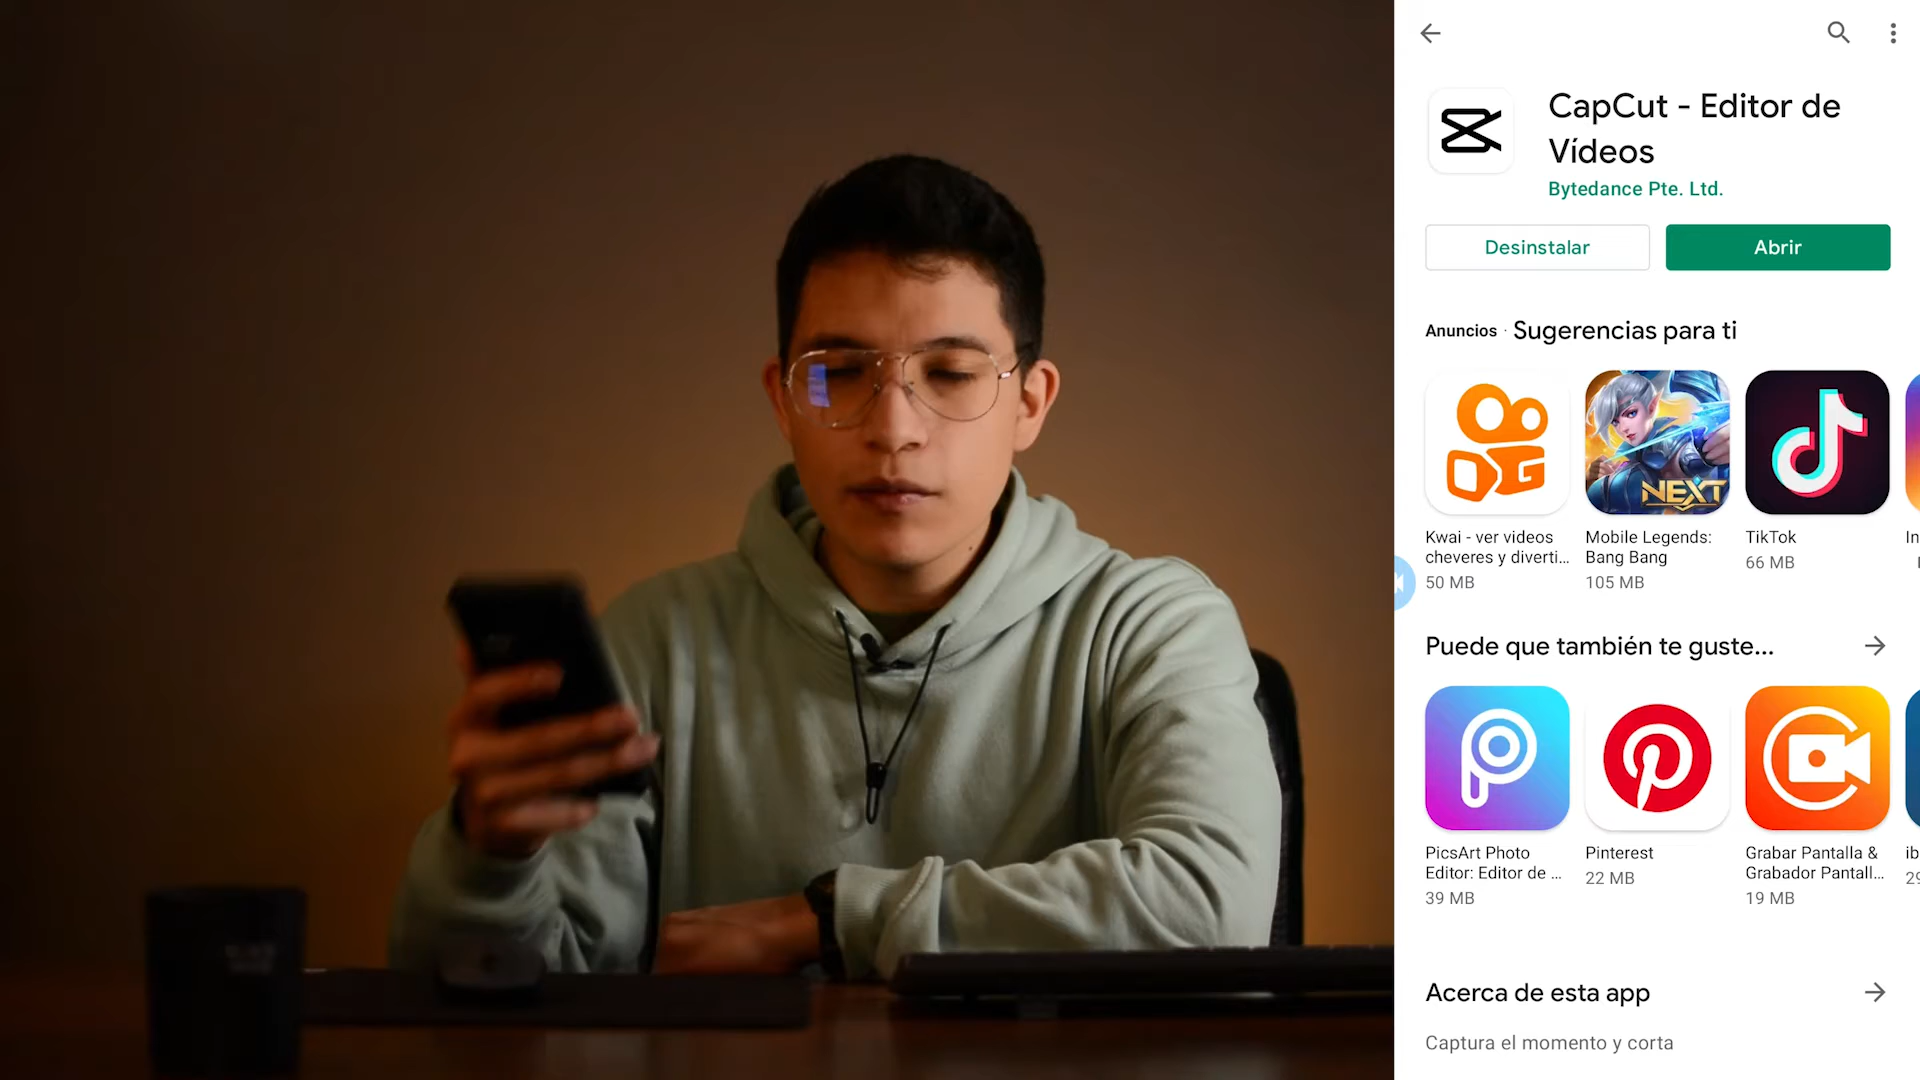 CapCut - Editor de
Vídeos
Bytedance Pte. Ltd.
Desinstalar
Abrir
Anuncios · Sugerencias para ti
NEXT
Kwai - ver videos
cheveres y diverti...
50 MB
Mobile Legends:
Bang Bang
105 MB
TikTok
66 MB
In
Puede que también te guste...
PicsArt Photo
Editor: Editor de ...
39 MB
Pinterest
22 MB
Grabar Pantalla &
Grabador Pantall...
19 MB
ib
29
Acerca de esta app
Captura el momento y corta